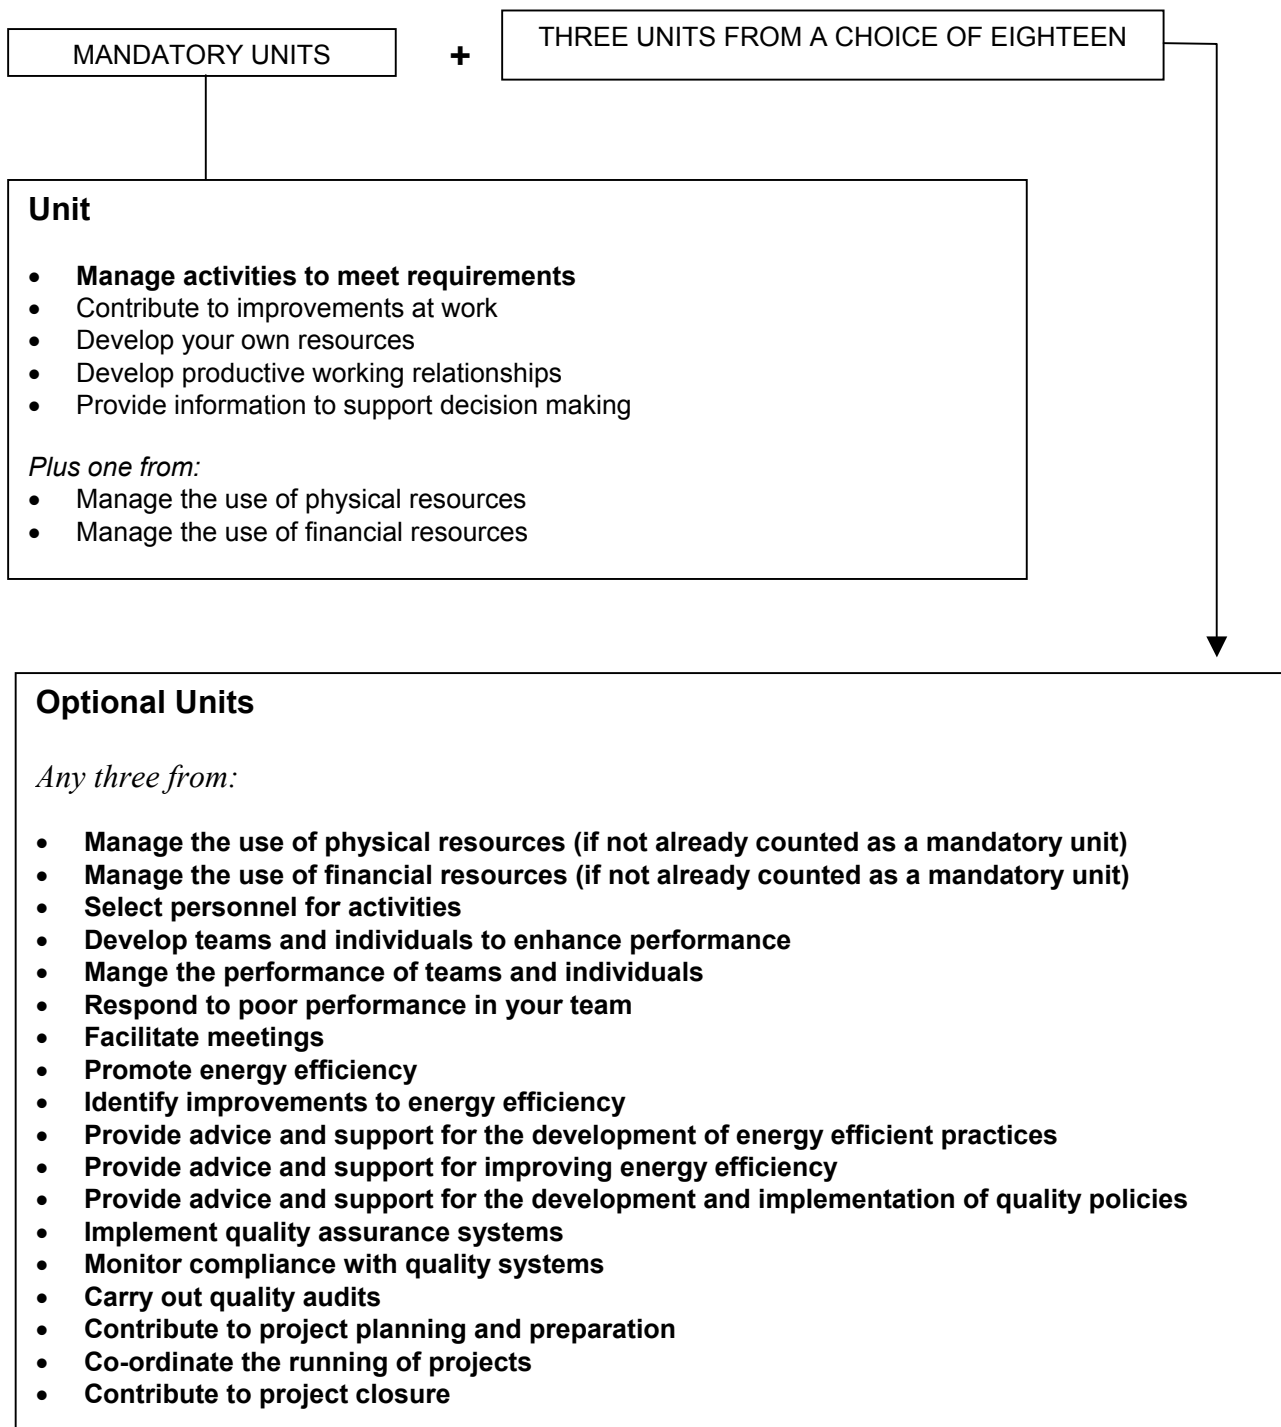 MANDATORY UNITS
+
THREE UNITS FROM A CHOICE OF EIGHTEEN
Unit
• Manage activities to meet requirements
• Contribute to improvements at work
• Develop your own resources
• Develop productive working relationships
• Provide information to support decision making
Plus one from:
• Manage the use of physical resources
• Manage the use of financial resources
Optional Units
Any three from:
• Manage the use of physical resources (if not already counted as a mandatory unit)
• Manage the use of financial resources (if not already counted as a mandatory unit)
• Select personnel for activities
• Develop teams and individuals to enhance performance
• Mange the performance of teams and individuals
• Respond to poor performance in your team
• Facilitate meetings
• Promote energy efficiency
• Identify improvements to energy efficiency
• Provide advice and support for the development of energy efficient practices
• Provide advice and support for improving energy efficiency
• Provide advice and support for the development and implementation of quality policies
• Implement quality assurance systems
• Monitor compliance with quality systems
• Carry out quality audits
• Contribute to project planning and preparation
• Co-ordinate the running of projects
• Contribute to project closure